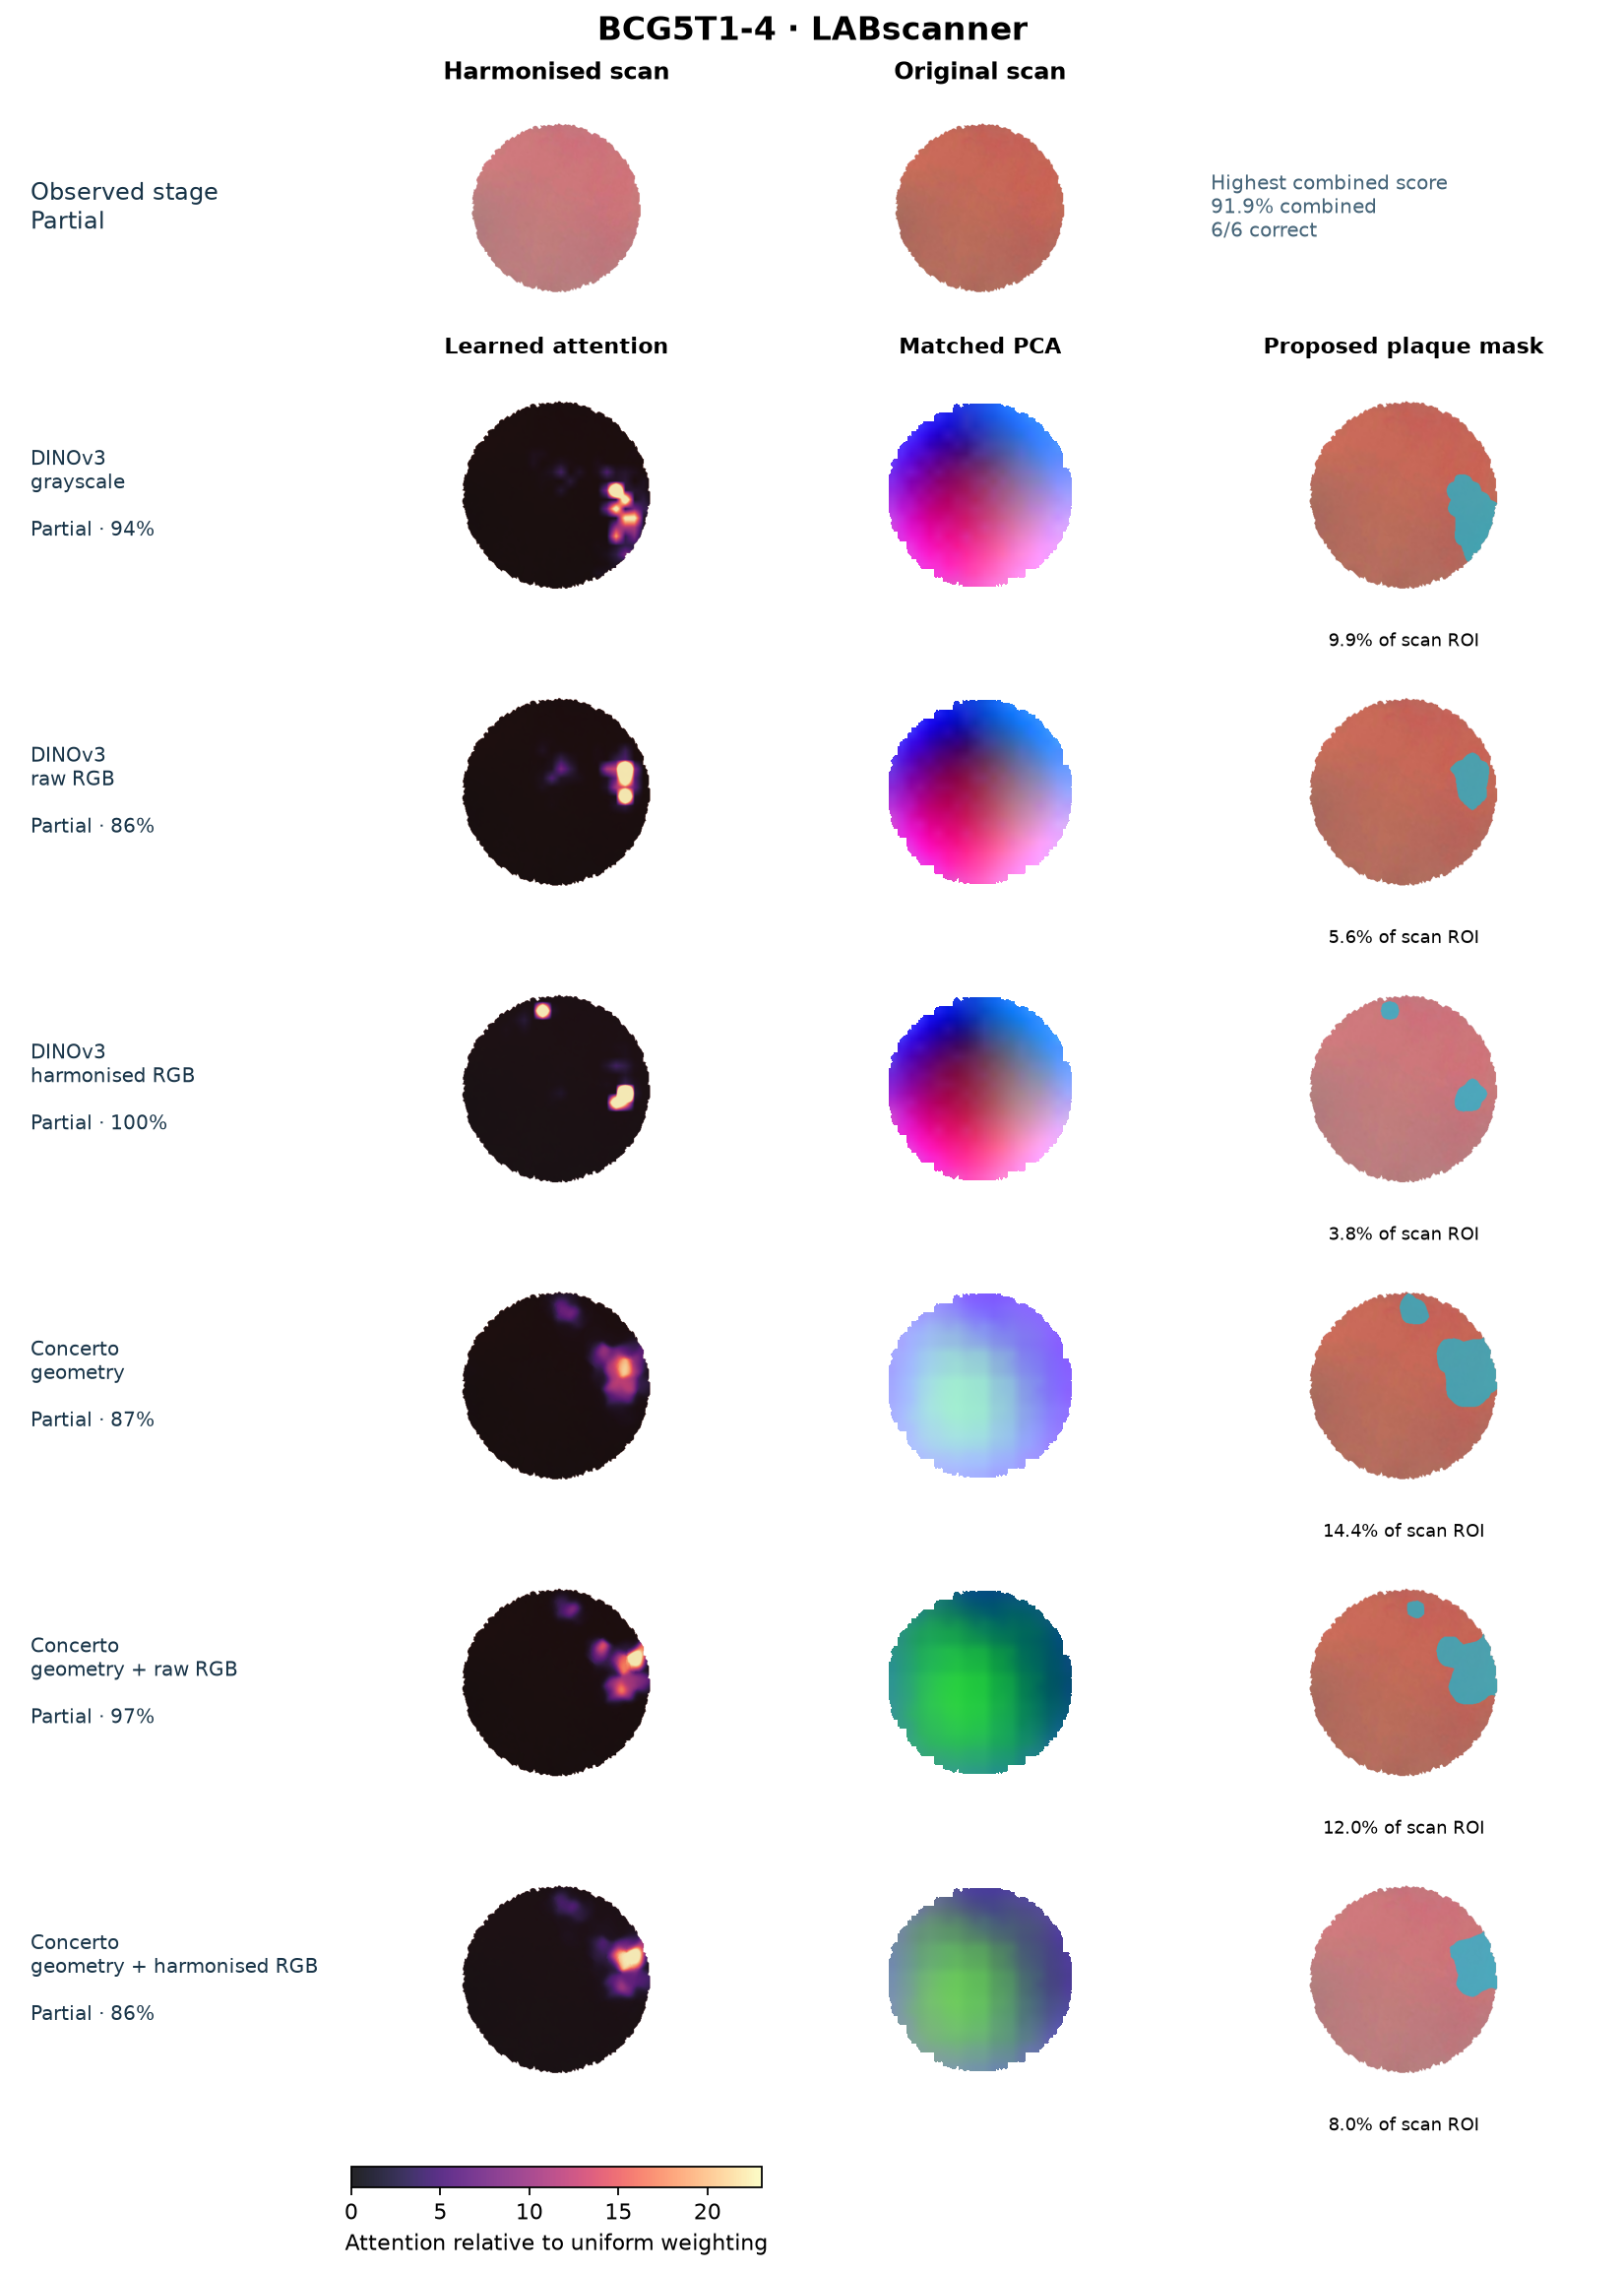 BCG5T1-4 · LABscanner
Harmonised scan
Original scan
Observed stage
Partial
Highest combined score
91.9% combined
6/6 correct
Learned attention
Matched PCA
Proposed plaque mask
DINOv3
grayscale
Partial · 94%
9.9% of scan ROI
DINOv3
raw RGB
Partial · 86%
5.6% of scan ROI
DINOv3
harmonised RGB
Partial · 100%
3.8% of scan ROI
Concerto
geometry
Partial · 87%
14.4% of scan ROI
Concerto
geometry + raw RGB
Partial · 97%
12.0% of scan ROI
Concerto
geometry + harmonised RGB
Partial · 86%
8.0% of scan ROI
0 5 10 15 20
Attention relative to uniform weighting